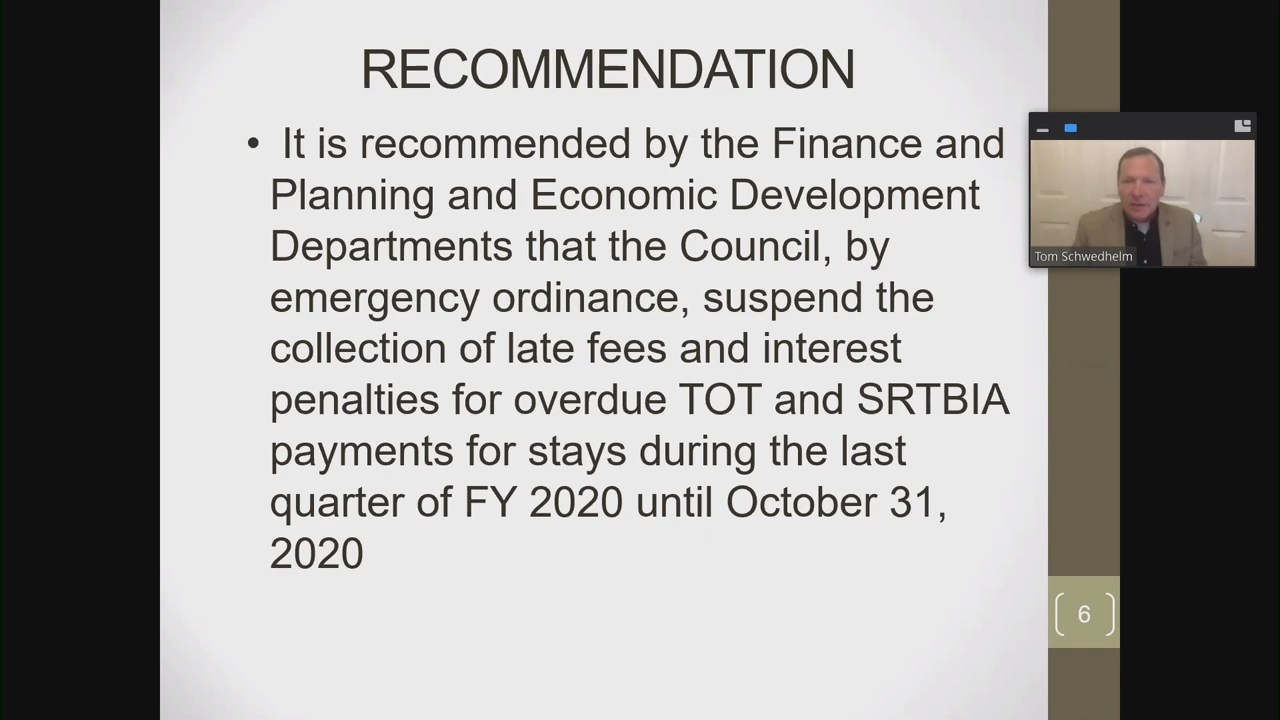 RECOMMENDATION
• It is recommended by the Finance and
Planning and Economic Development
Departments that the Council, by
emergency ordinance, suspend the
collection of late fees and interest
penalties for overdue TOT and SRTBIA
payments for stays during the last
quarter of FY 2020 until October 31,
2020
Tom Schwedhelm
6